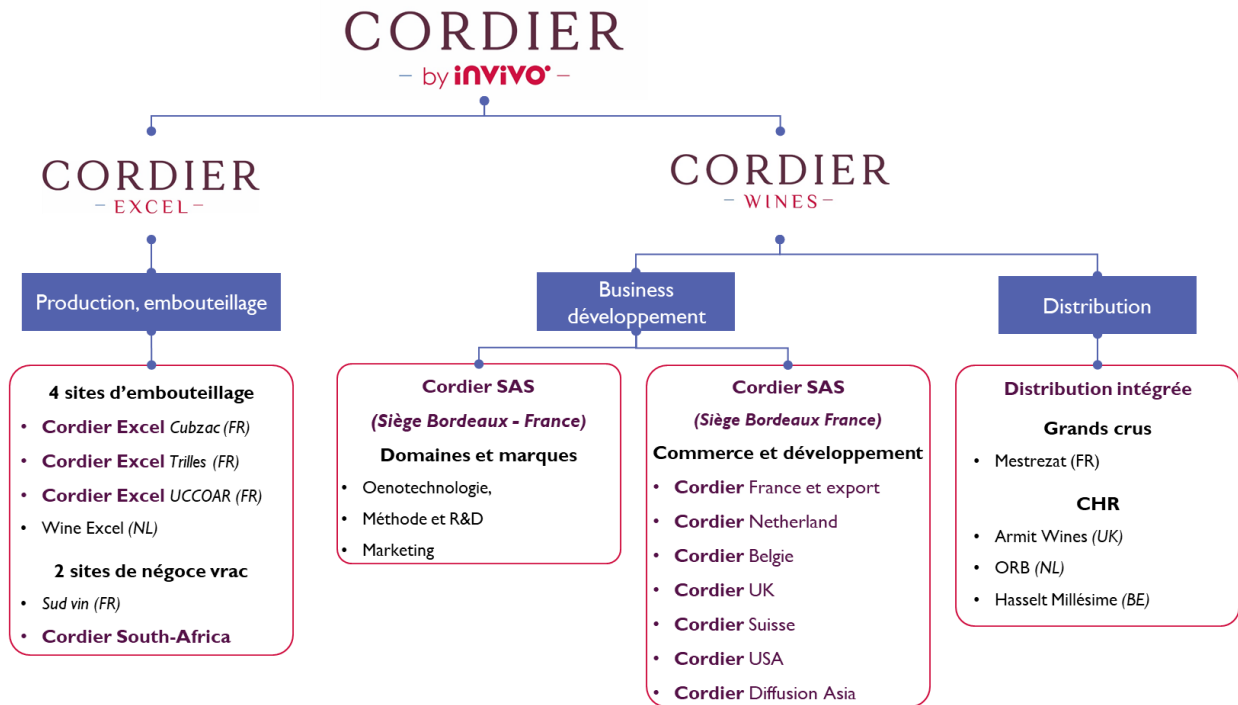 CORDIER
– by inVivo –
CORDIER
– EXCEL –
CORDIER
– WINES –
Production, embouteillage
Business
développement
Distribution
4 sites d'embouteillage
• Cordier Excel Cubzac (FR)
• Cordier Excel Trilles (FR)
• Cordier Excel UCCOAR (FR)
• Wine Excel (NL)
2 sites de négoce vrac
• Sud vin (FR)
• Cordier South-Africa
Cordier SAS
(Siège Bordeaux - France)
Domaines et marques
• Oenotechnologie,
• Méthode et R&D
• Marketing
Cordier SAS
(Siège Bordeaux France)
Commerce et développement
• Cordier France et export
• Cordier Netherland
• Cordier Belgie
• Cordier UK
• Cordier Suisse
• Cordier USA
• Cordier Diffusion Asia
Distribution intégrée
Grands crus
• Mestrezat (FR)
CHR
• Armit Wines (UK)
• ORB (NL)
• Hasselt Millésime (BE)